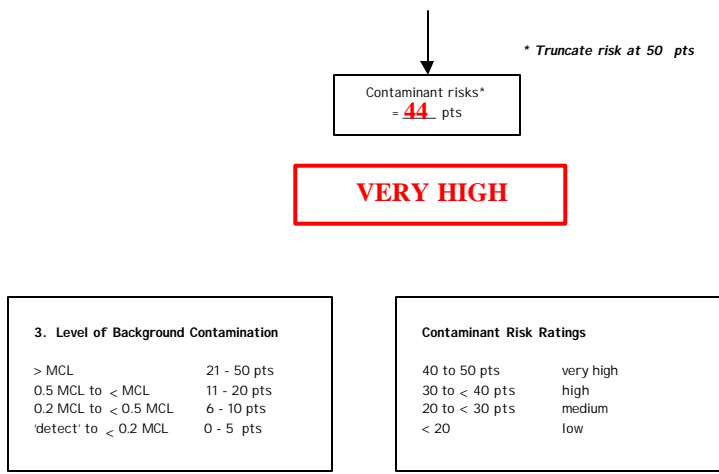 * Truncate risk at 50 pts
Contaminant risks*
= 44 pts
VERY HIGH
3. Level of Background Contamination
> MCL 21 - 50 pts
0.5 MCL to < MCL 11 - 20 pts
0.2 MCL to < 0.5 MCL 6 - 10 pts
'detect' to < 0.2 MCL 0 - 5 pts
Contaminant Risk Ratings
40 to 50 pts very high
30 to < 40 pts high
20 to < 30 pts medium
< 20 low